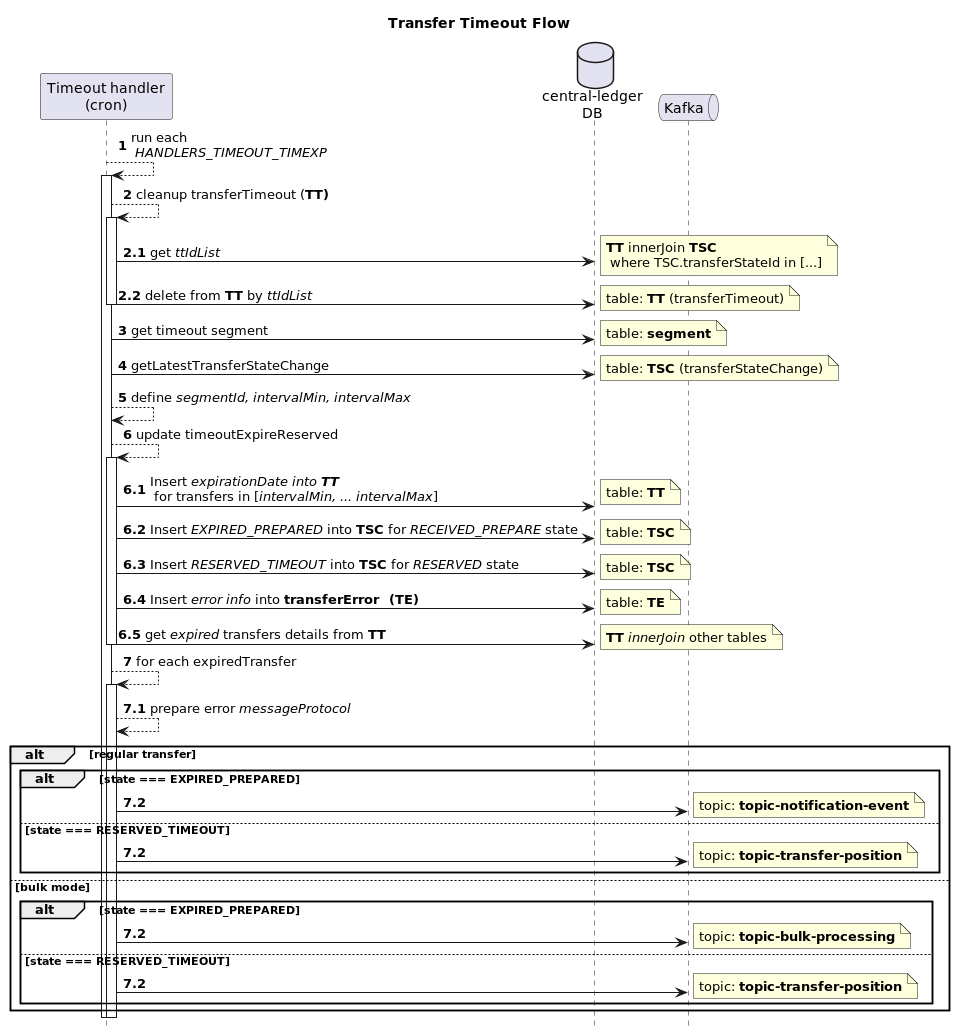 Transfer Timeout Flow
Timeout handler
(cron)
central-ledger
DB
Kafka
1 run each
HANDLERS_TIMEOUT_TIMEXP
2 cleanup transferTimeout (TT)
2.1 get ttIdList
TT innerJoin TSC
where TSC.transferStateId in [...]
2.2 delete from TT by ttIdList
table: TT (transferTimeout)
3 get timeout segment
table: segment
4 getLatestTransferStateChange
table: TSC (transferStateChange)
5 define segmentId, intervalMin, intervalMax
6 update timeoutExpireReserved
6.1 Insert expirationDate into TT
for transfers in [intervalMin, ... intervalMax]
table: TT
6.2 Insert EXPIRED_PREPARED into TSC for RECEIVED_PREPARE state
table: TSC
6.3 Insert RESERVED_TIMEOUT into TSC for RESERVED state
table: TSC
6.4 Insert error info into transferError (TE)
table: TE
6.5 get expired transfers details from TT
TT innerJoin other tables
7 for each expiredTransfer
7.1 prepare error messageProtocol
alt [regular transfer]
alt [state === EXPIRED_PREPARED]
7.2
topic: topic-notification-event
[state === RESERVED_TIMEOUT]
7.2
topic: topic-transfer-position
[bulk mode]
alt [state === EXPIRED_PREPARED]
7.2
topic: topic-bulk-processing
[state === RESERVED_TIMEOUT]
7.2
topic: topic-transfer-position